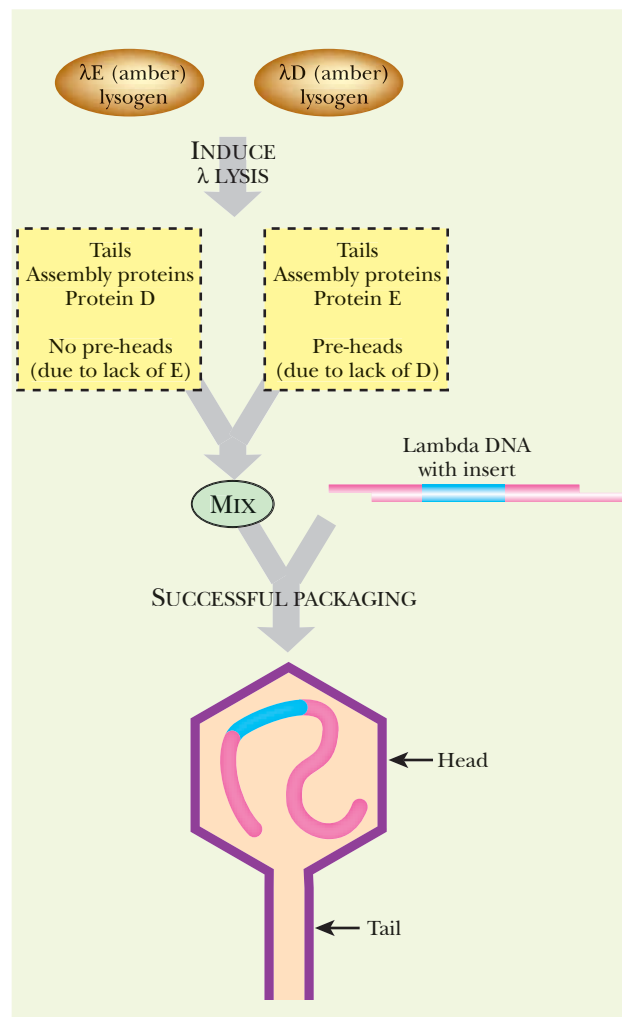 λE (amber)
lysogen
λD (amber)
lysogen
INDUCE
λ LYSIS
Tails
Assembly proteins
Protein D
No pre-heads
(due to lack of E)
Tails
Assembly proteins
Protein E
Pre-heads
(due to lack of D)
Lambda DNA
with insert
MIX
SUCCESSFUL PACKAGING
Head
Tail